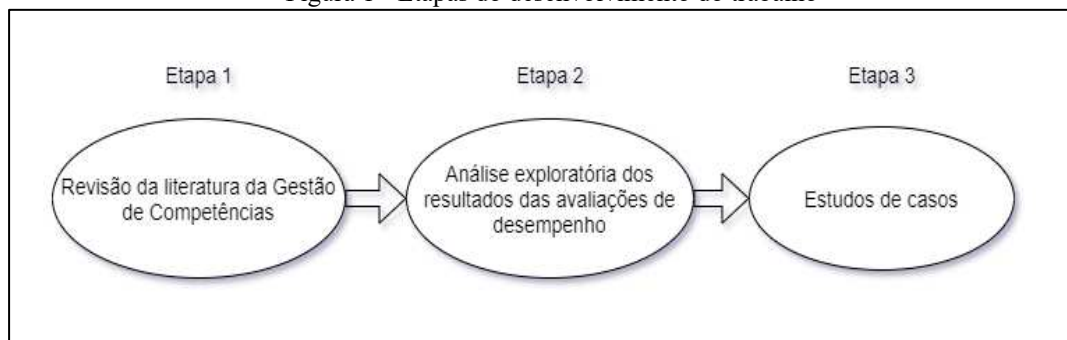 Etapa 1
Etapa 2
Etapa 3
Revisão da literatura da Gestão
de Competências
Análise exploratória dos
resultados das avaliações de
desempenho
Estudos de casos